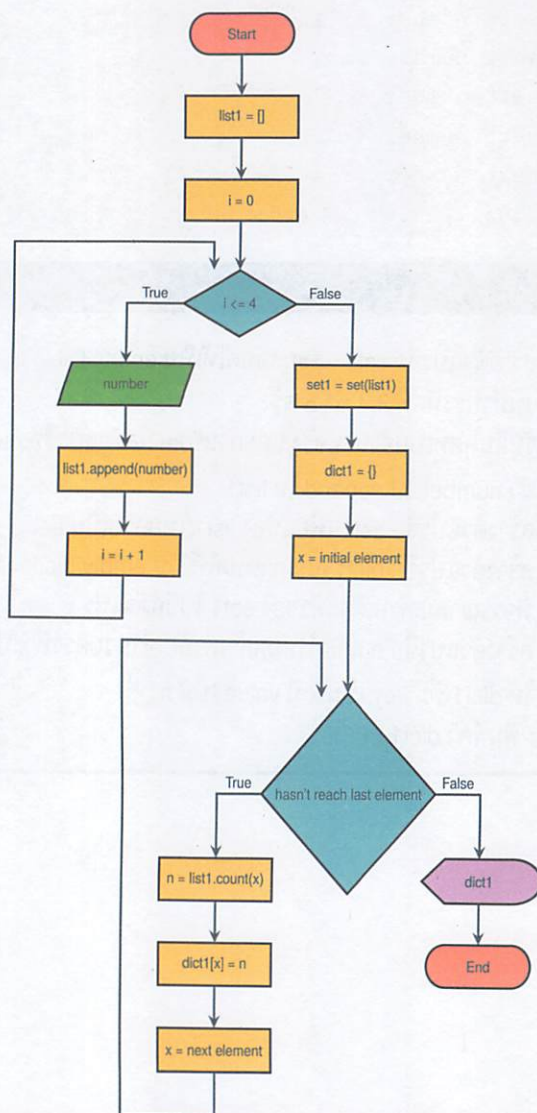 Start
list1 = []
i = 0
i <= 4
True
False
number
list1.append(number)
i = i + 1
set1 = set(list1)
dict1 = {}
x = initial element
hasn't reach last element
True
False
n = list1.count(x)
dict1[x] = n
x = next element
dict1
End